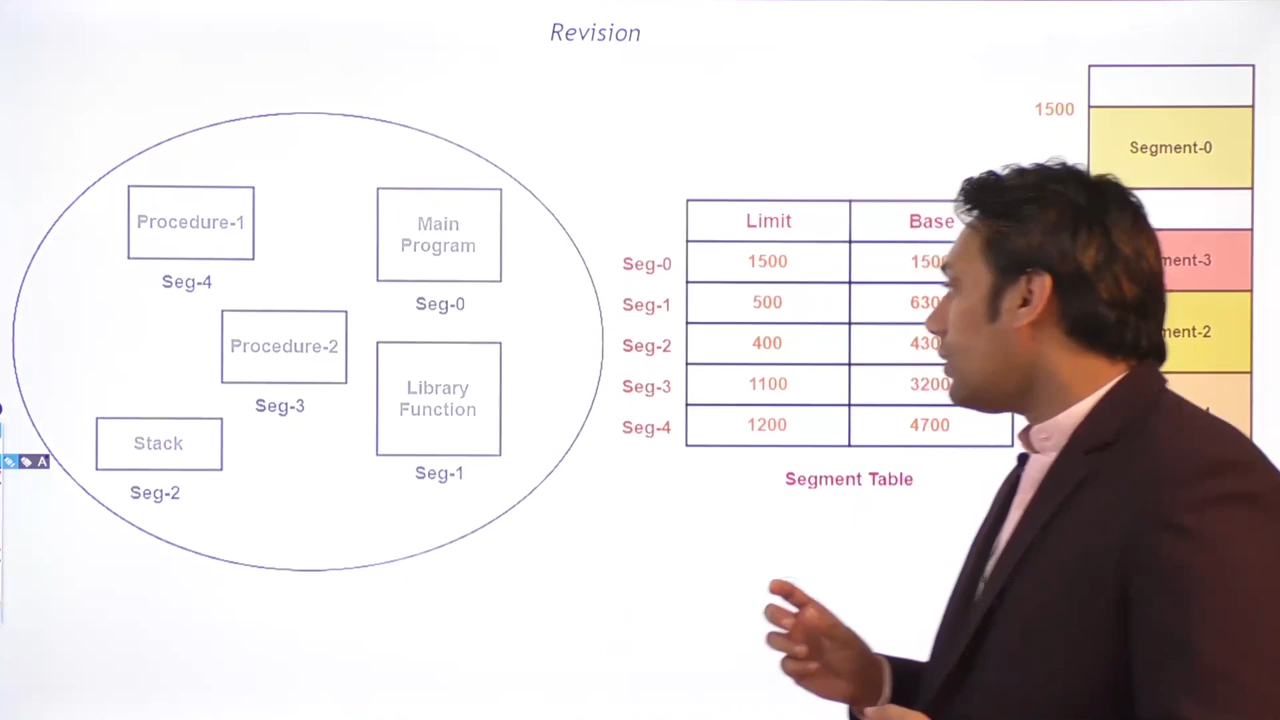 Revision
Procedure-1
Seg-4
Main
Program
Seg-0
Procedure-2
Seg-3
Library
Function
Seg-1
Stack
Seg-2
A
Limit Base
Seg-0 1500
Seg-1 500
Seg-2 400
Seg-3 1100 3200
Seg-4 1200 4700
Segment Table
1500
Segment-0